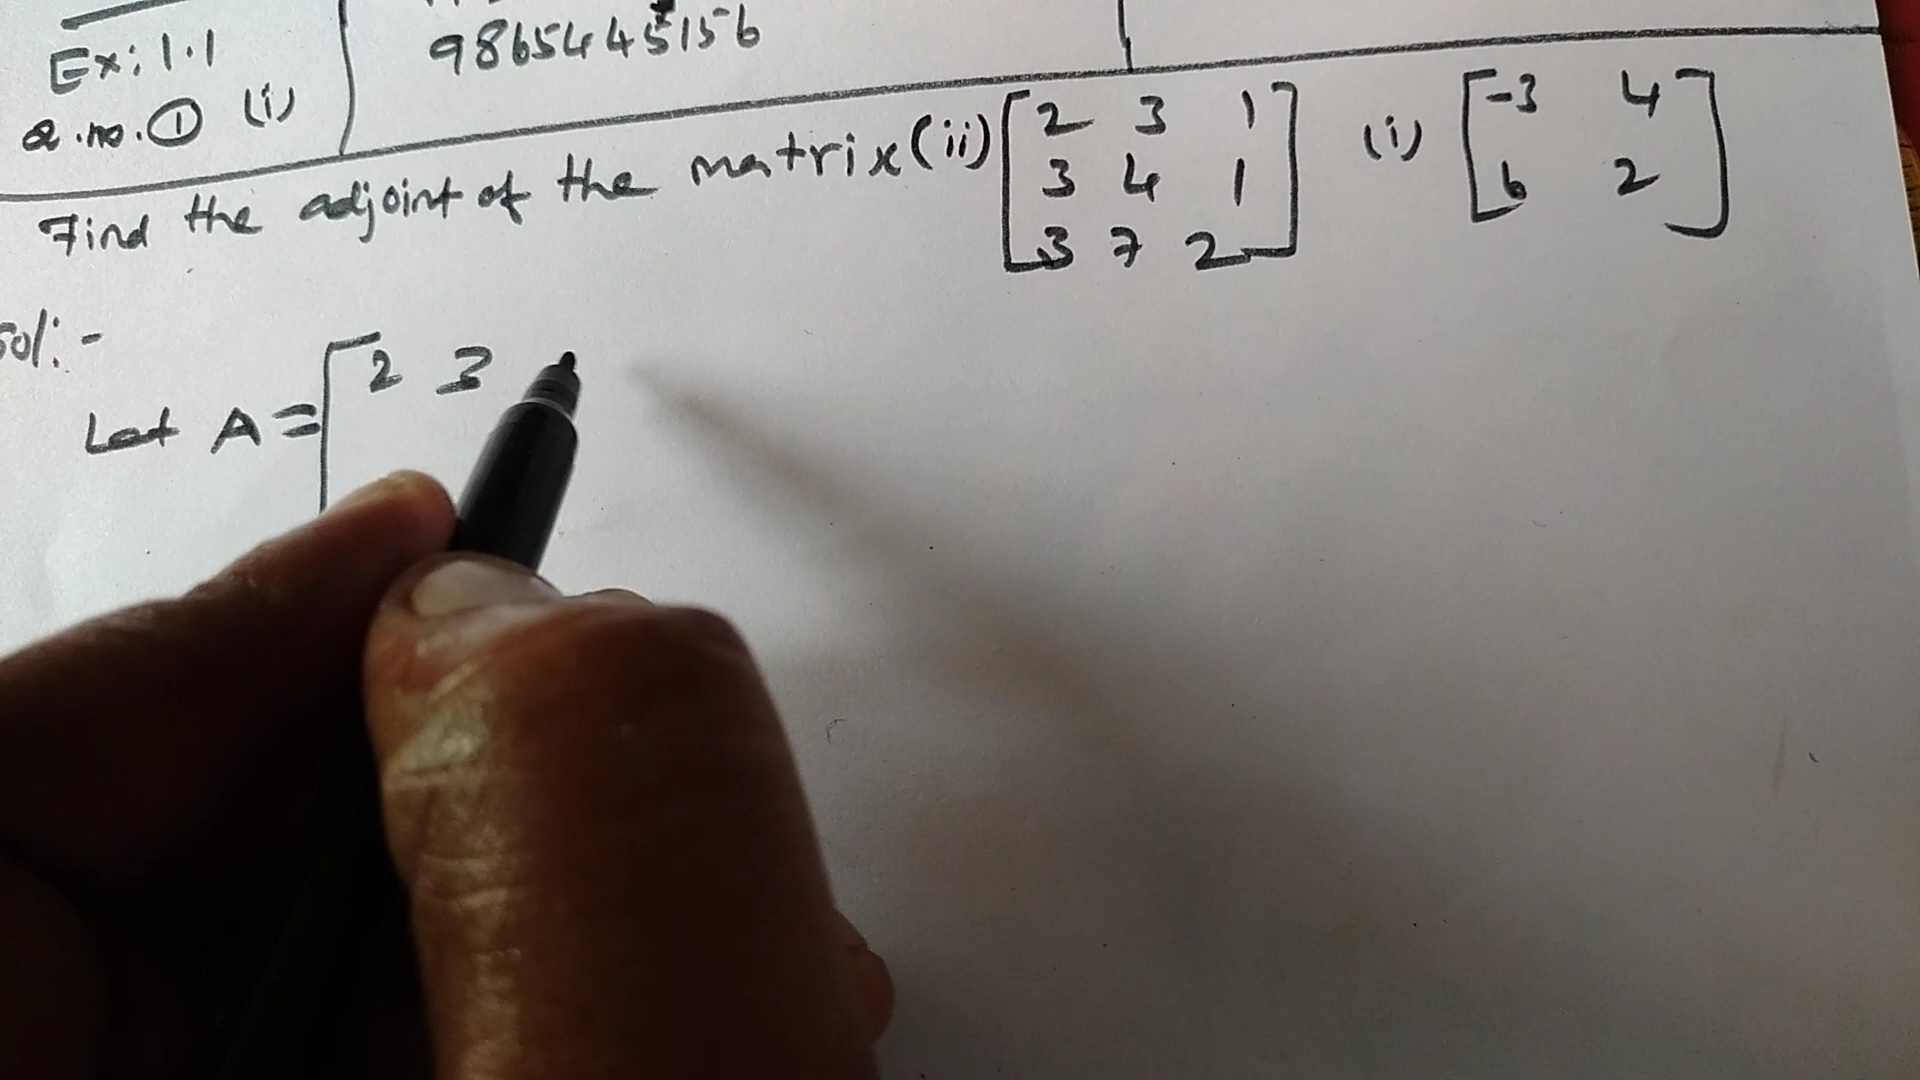 Ex: 1.1
Q.no. ① (i)
9865445156
Find the adjoint of the matrix (ii) [2 3 1 (i) [-3 4
3 4 1 6 2]
3 7 2]
Sol:-
Let A = [2 3